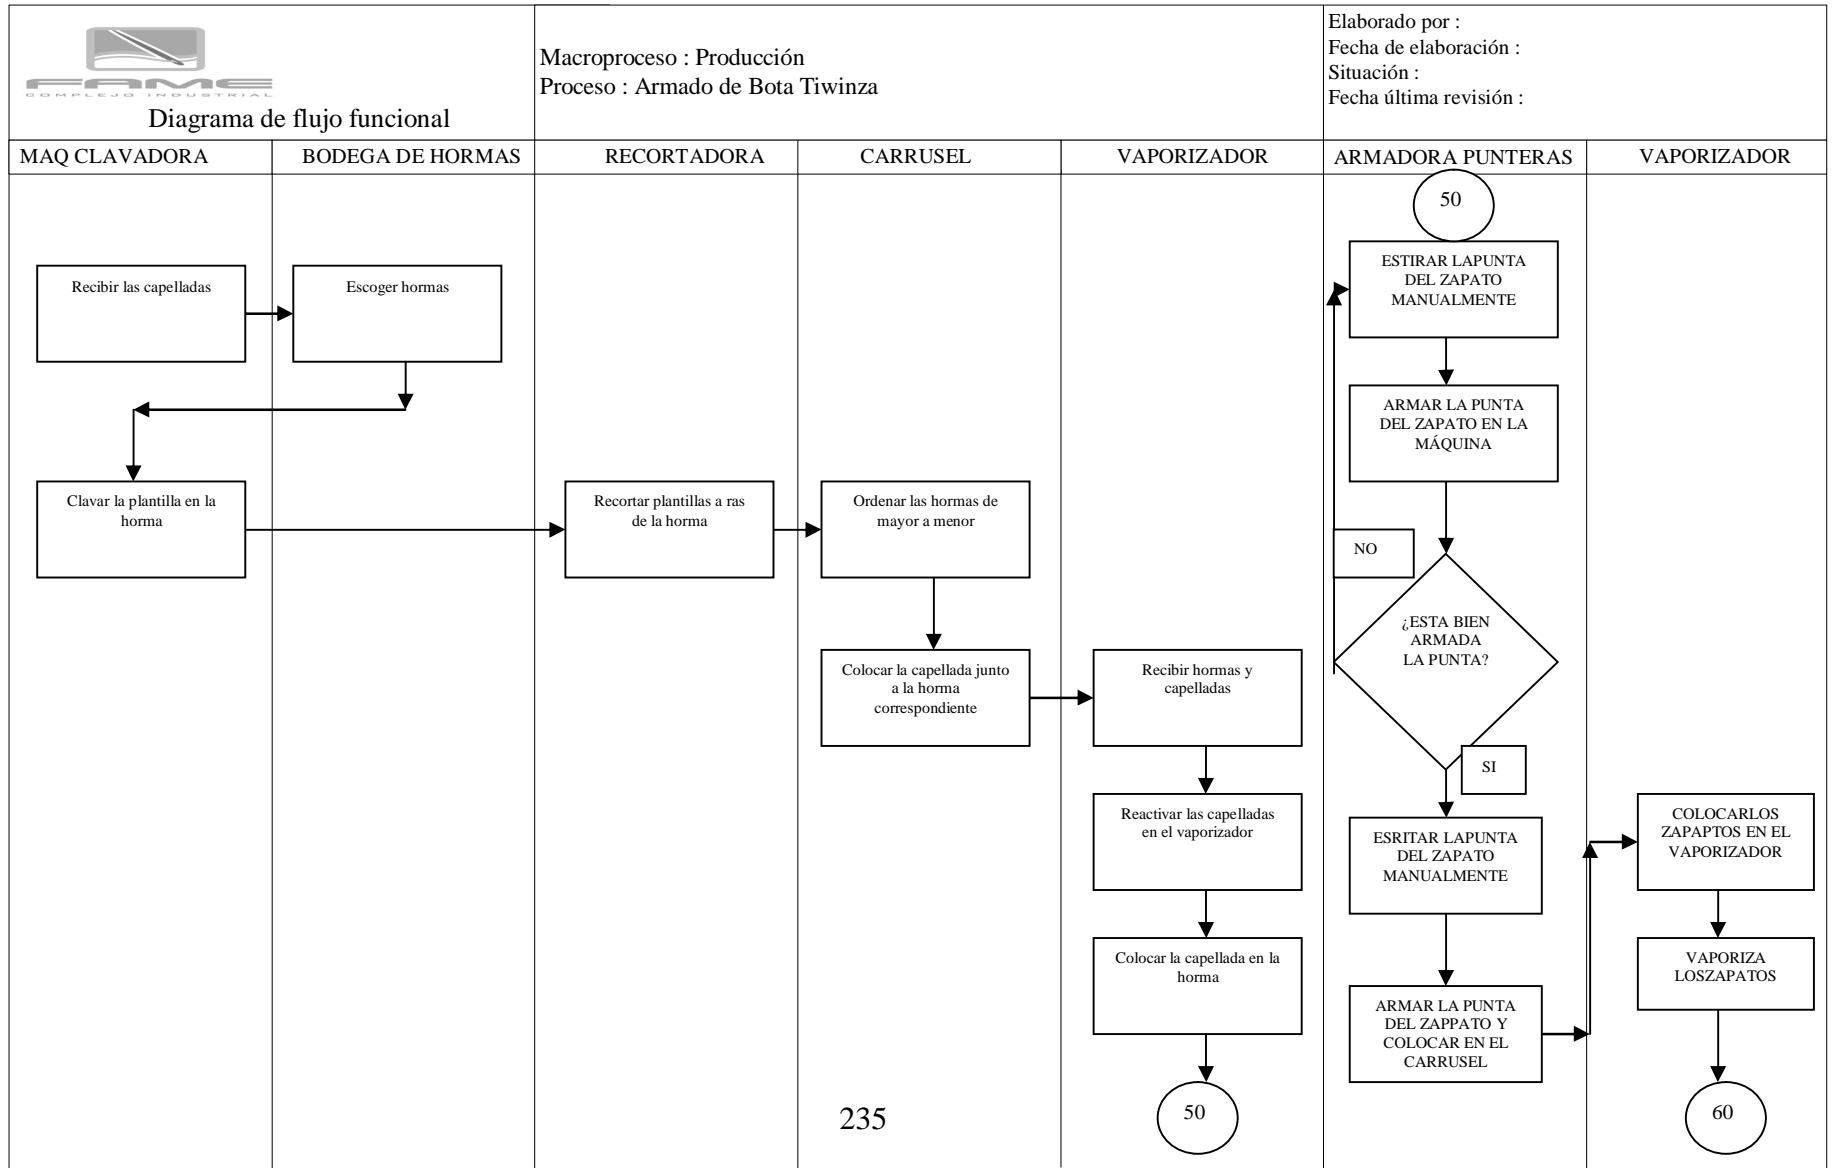 FAME
COMPLEJO INDUSTRIAL
Diagrama de flujo funcional
Macroproceso : Producción
Proceso : Armado de Bota Tiwinza
Elaborado por :
Fecha de elaboración :
Situación :
Fecha última revisión :
MAQ CLAVADORA
BODEGA DE HORMAS
RECORTADORA
CARRUSEL
VAPORIZADOR
ARMADORA PUNTERAS
VAPORIZADOR
Recibir las capelladas
Escoger hormas
Clavar la plantilla en la
horma
Recortar plantillas a ras
de la horma
Ordenar las hormas de
mayor a menor
Colocar la capellada junto
a la horma
correspondiente
Recibir hormas y
capelladas
Reactivar las capelladas
en el vaporizador
Colocar la capellada en la
horma
50
50
ESTIRAR LAPUNTA
DEL ZAPATO
MANUALMENTE
ARMAR LA PUNTA
DEL ZAPATO EN LA
MÁQUINA
NO
¿ESTA BIEN
ARMADA
LA PUNTA?
SI
ESRITAR LAPUNTA
DEL ZAPATO
MANUALMENTE
ARMAR LA PUNTA
DEL ZAPPATO Y
COLOCAR EN EL
CARRUSEL
COLOCARLOS
ZAPAPTOS EN EL
VAPORIZADOR
VAPORIZA
LOSZAPATOS
60
235